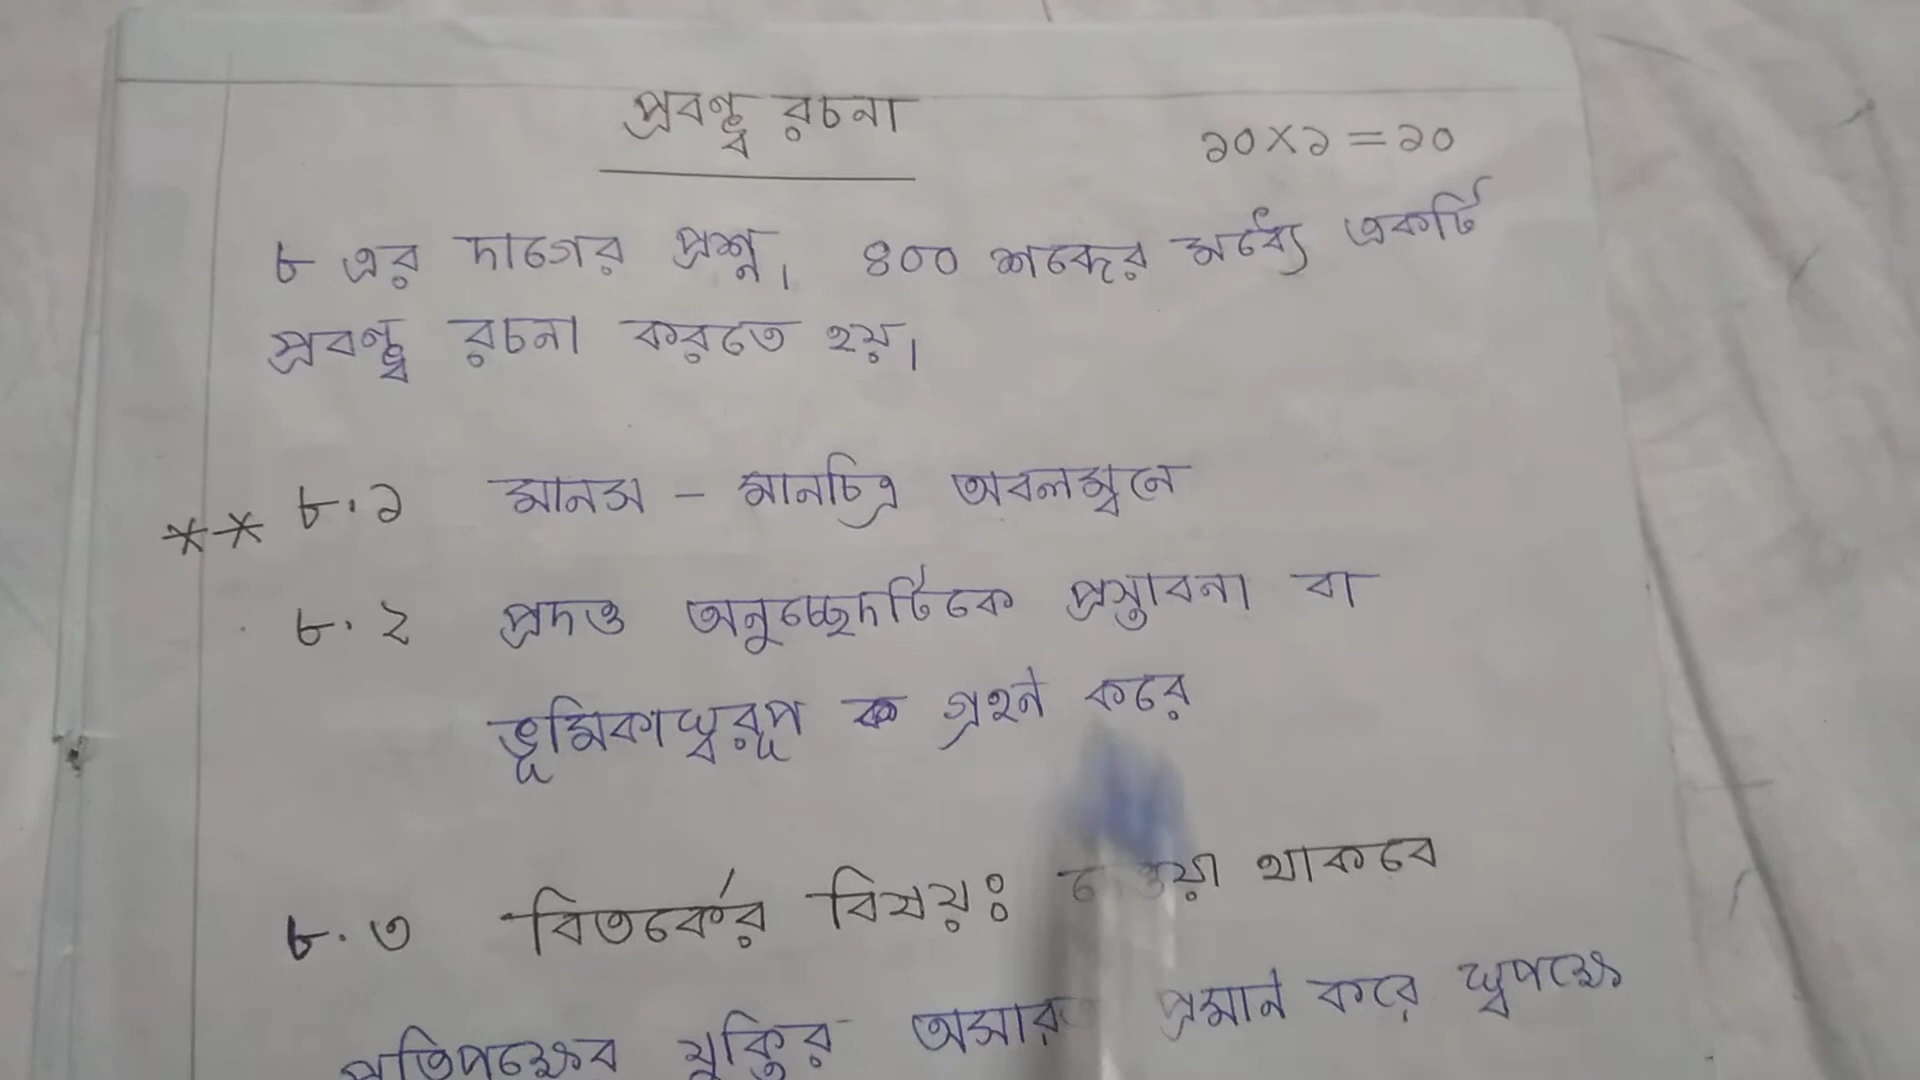 প্রবন্ধ রচনা
১০×১=১০
৮ এর দাগের প্রশ্ন। ৪০০ শব্দের মধ্যে একটি
প্রবন্ধ রচনা করতে হয়।
** ৮.১ মানস - মানচিত্র অবলম্বনে
৮.২ প্রদত্ত অনুচ্ছেদটিকে প্রস্তাবনা বা
ভূমিকাস্বরূপ গ্রহন করে
৮.৩ বিতর্কের বিষয়ঃ থাকবে
প্রতিপক্ষের যুক্তির প্রমান করে স্বপক্ষে